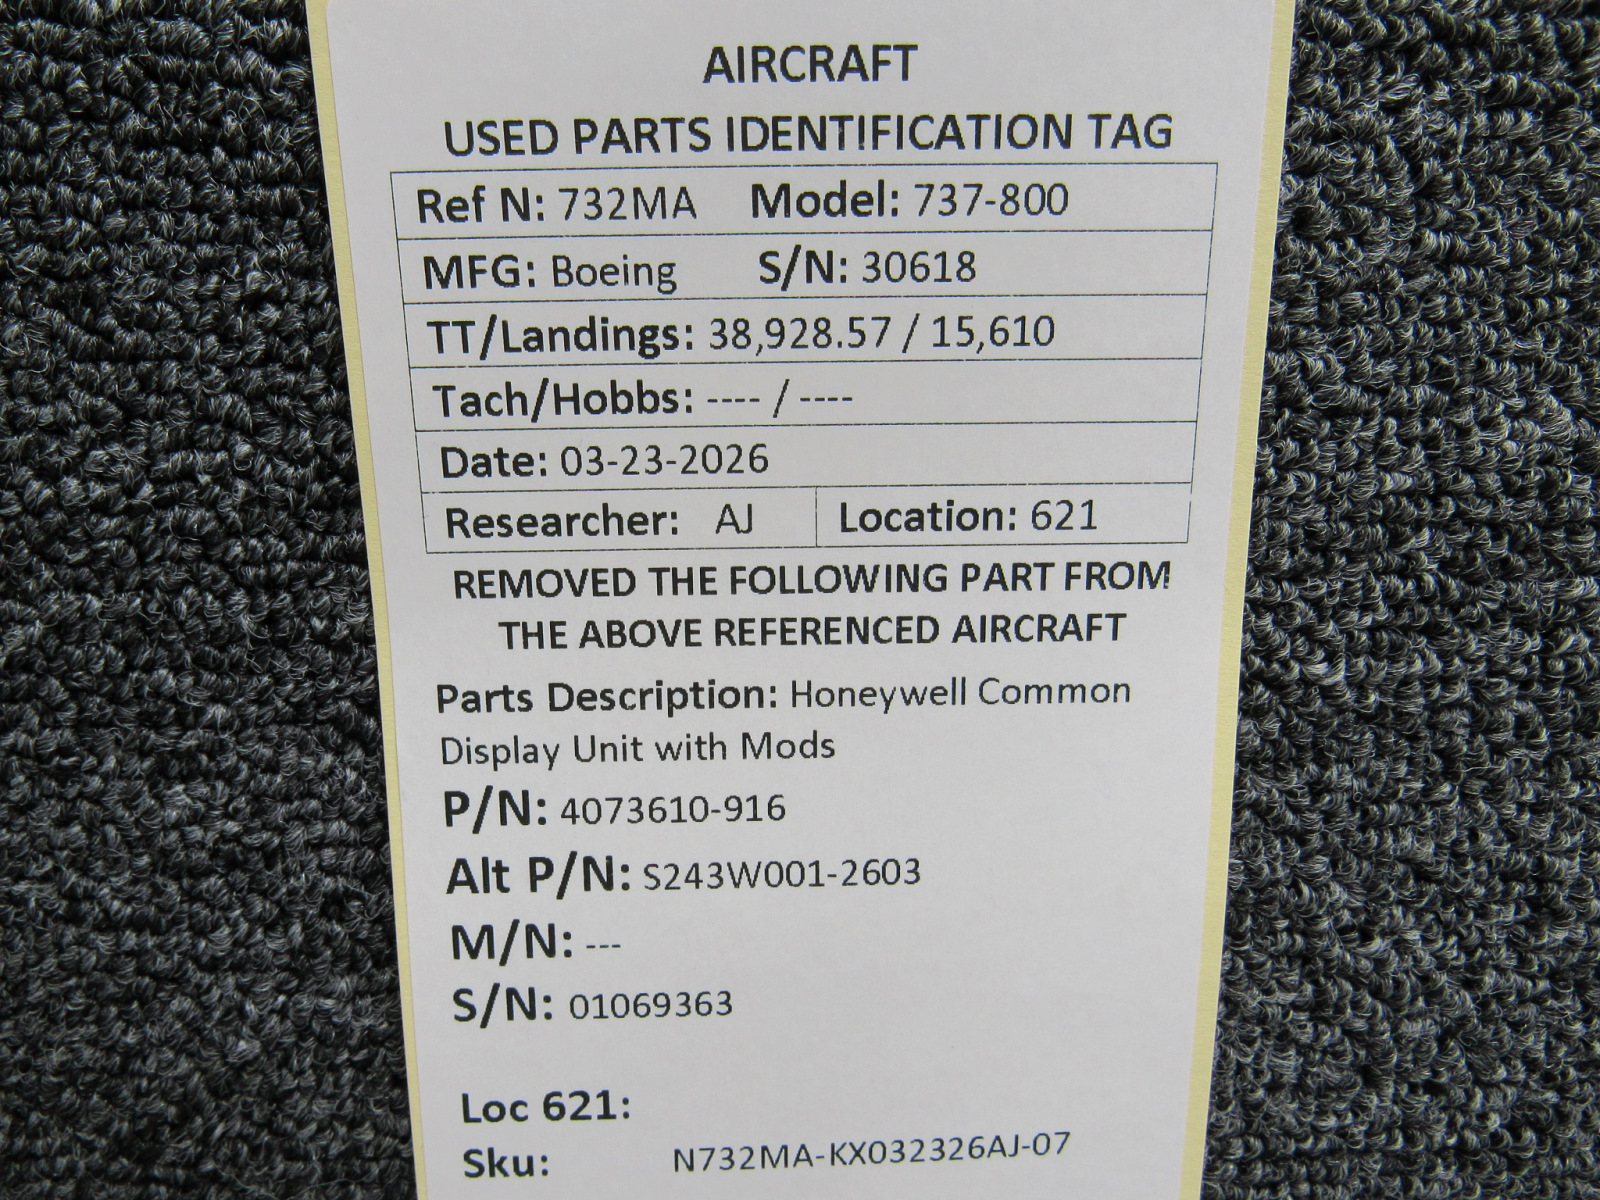 AIRCRAFT
USED PARTS IDENTIFICATION TAG
Ref N: 732MA Model: 737-800
MFG: Boeing S/N: 30618
TT/Landings: 38,928.57 / 15,610
Tach/Hobbs: ---- / ----
Date: 03-23-2026
Researcher: AJ Location: 621
REMOVED THE FOLLOWING PART FROM
THE ABOVE REFERENCED AIRCRAFT
Parts Description: Honeywell Common
Display Unit with Mods
P/N: 4073610-916
Alt P/N: S243W001-2603
M/N: ---
S/N: 01069363
Loc 621:
Sku: N732MA-KX032326AJ-07